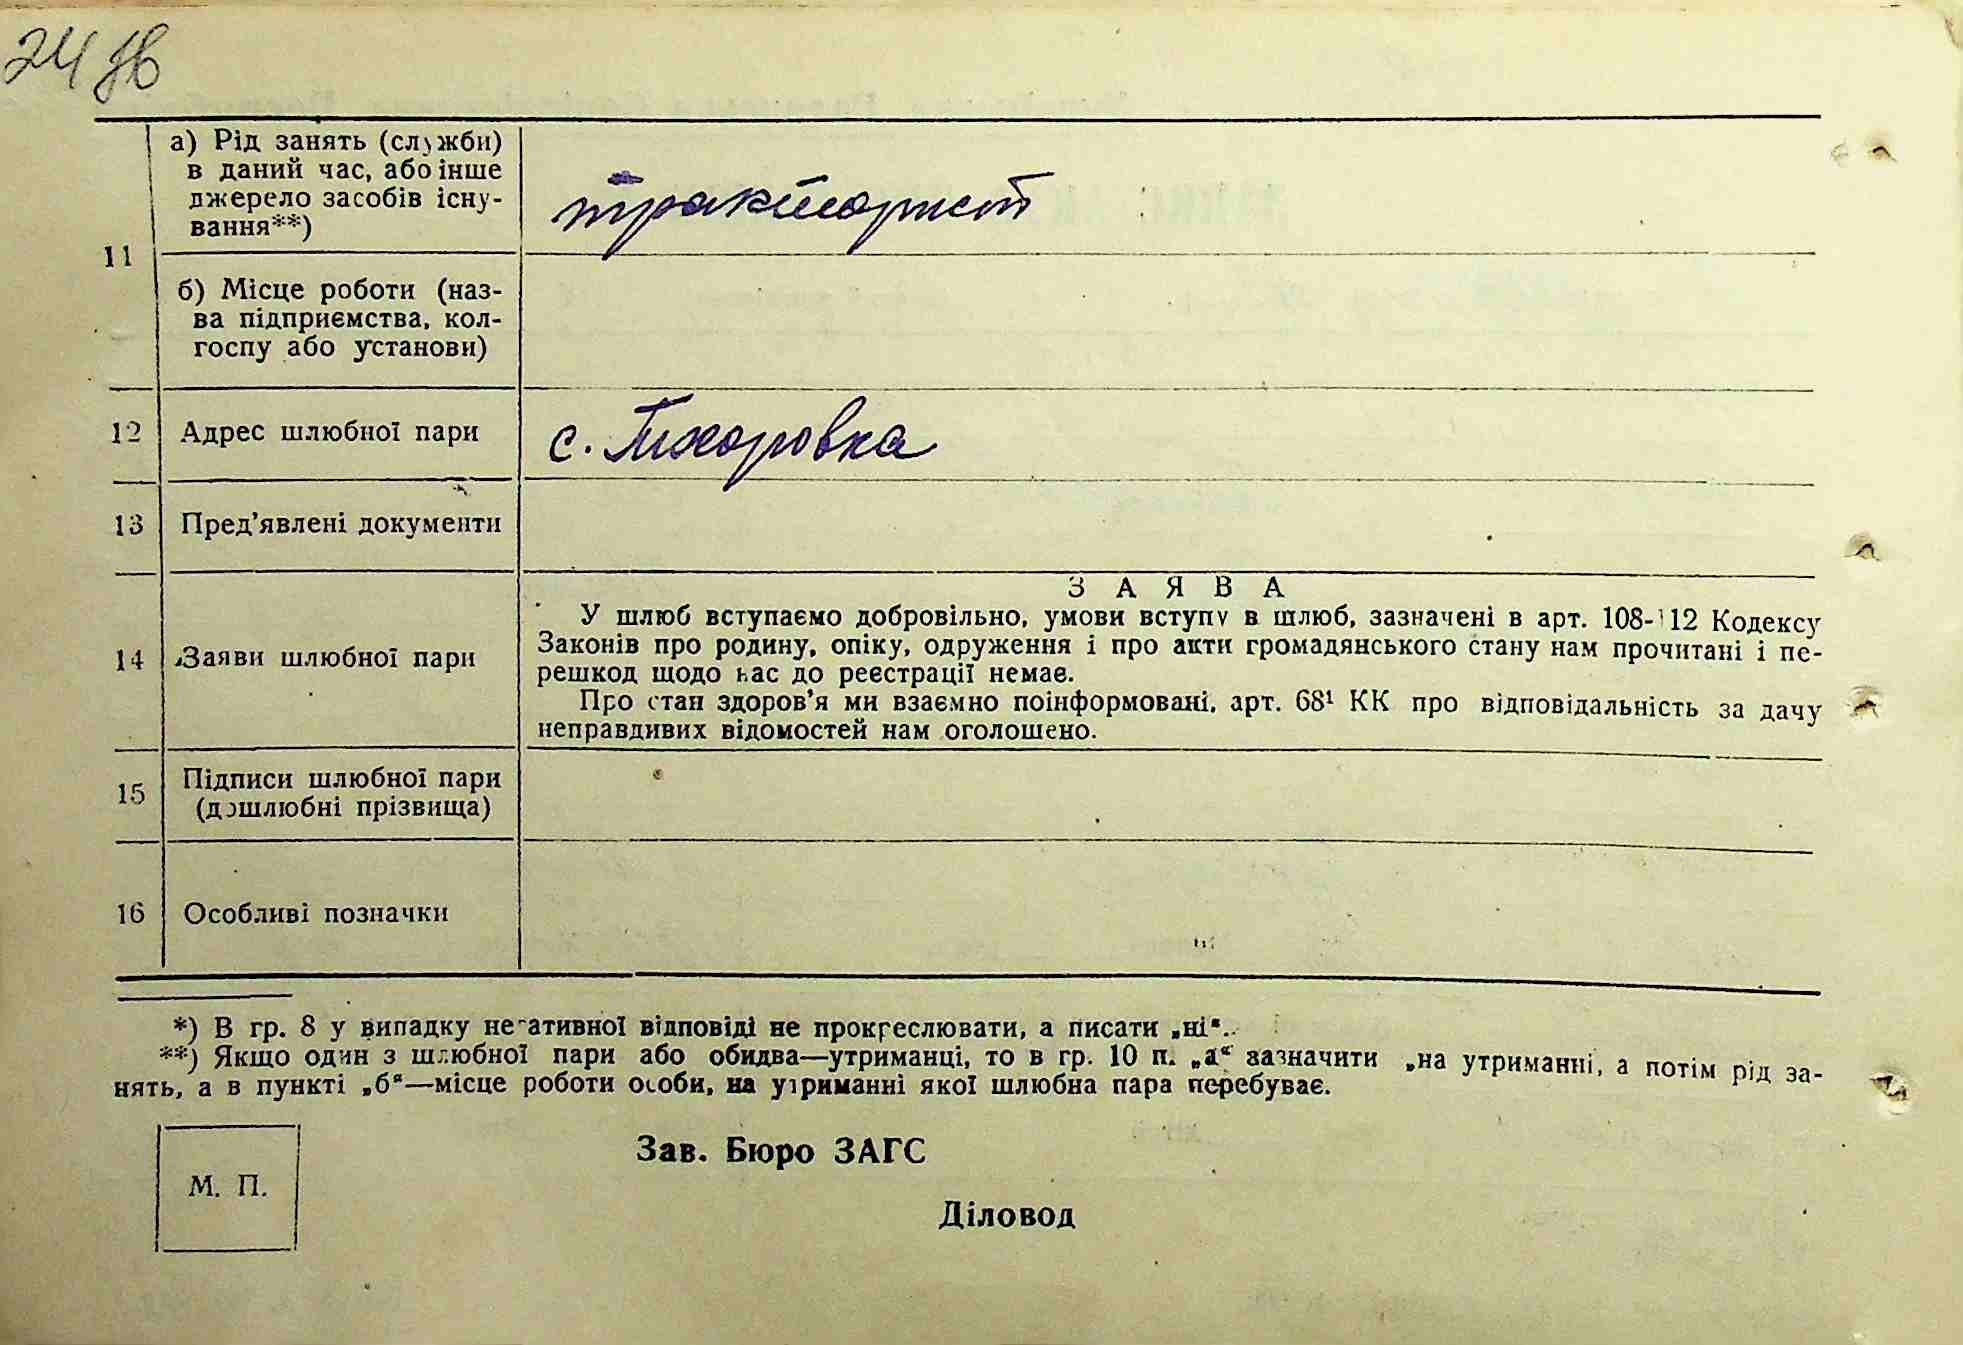 24 зв
а) Рід занять (служби)
в даний час, або інше
джерело засобів існу-
вання**)
тракторист
11
б) Місце роботи (наз-
ва підприємства, кол-
госпу або установи)
12 Адрес шлюбної пари с. Тихоровка
13 Пред'явлені документи
14 Заяви шлюбної пари
З А Я В А
У шлюб вступаємо добровільно, умови вступу в шлюб, зазначені в арт. 108-112 Кодексу
Законів про родину, опіку, одруження і про акти громадянського стану нам прочитані і пе-
решкод щодо нас до реєстрації немає.
Про стан здоров'я ми взаємно поінформовані, арт. 68¹ КК про відповідальність за дачу
неправдивих відомостей нам оголошено.
15 Підписи шлюбної пари
(дошлюбні прізвища)
16 Особливі позначки
*) В гр. 8 у випадку негативної відповіді не прокреслювати, а писати „ні“.
**) Якщо один з шлюбної пари або обидва—утриманці, то в гр. 10 п. „а“ зазначити „на утриманні, а потім рід за-
нять, а в пункті „б“—місце роботи особи, на утриманні якої шлюбна пара перебуває.
М. П.
Зав. Бюро ЗАГС
Діловод